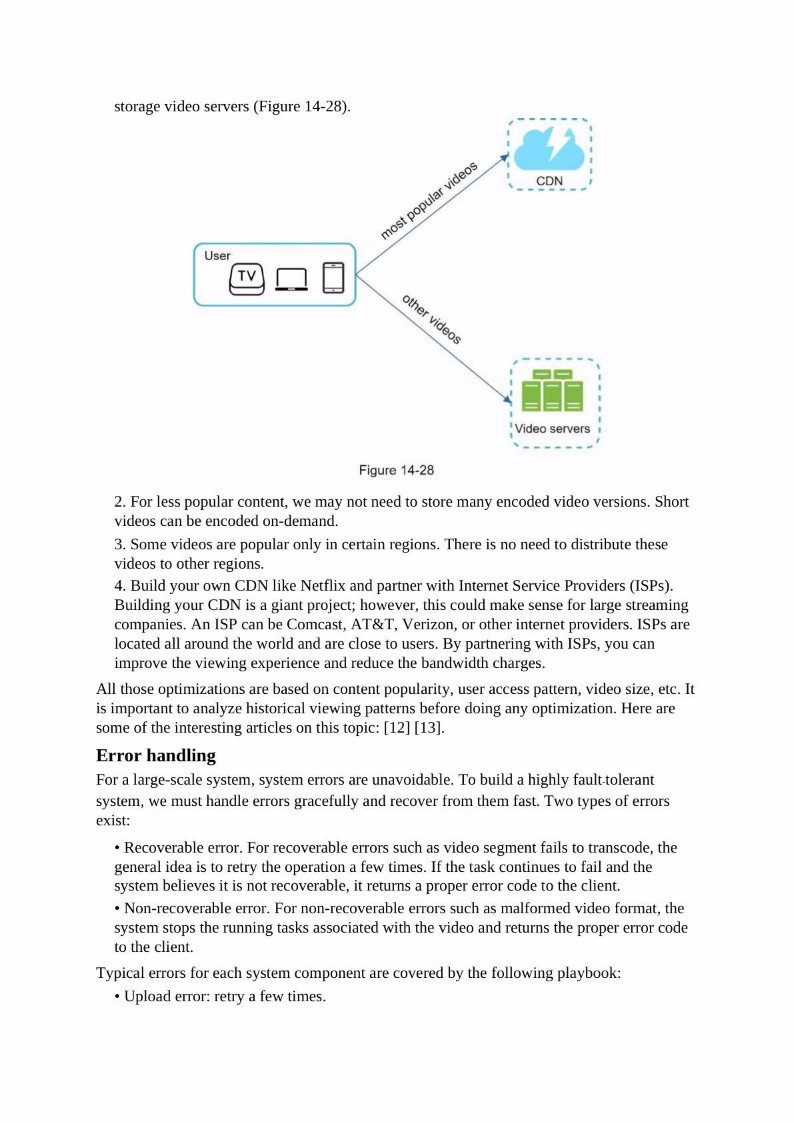 storage video servers (Figure 14-28).
most popular videos
CDN
User
TV
other videos
Video servers
Figure 14-28
2. For less popular content, we may not need to store many encoded video versions. Short
videos can be encoded on-demand.
3. Some videos are popular only in certain regions. There is no need to distribute these
videos to other regions.
4. Build your own CDN like Netflix and partner with Internet Service Providers (ISPs).
Building your CDN is a giant project; however, this could make sense for large streaming
companies. An ISP can be Comcast, AT&T, Verizon, or other internet providers. ISPs are
located all around the world and are close to users. By partnering with ISPs, you can
improve the viewing experience and reduce the bandwidth charges.
All those optimizations are based on content popularity, user access pattern, video size, etc. It
is important to analyze historical viewing patterns before doing any optimization. Here are
some of the interesting articles on this topic: [12] [13].
Error handling
For a large-scale system, system errors are unavoidable. To build a highly fault-tolerant
system, we must handle errors gracefully and recover from them fast. Two types of errors
exist:
• Recoverable error. For recoverable errors such as video segment fails to transcode, the
general idea is to retry the operation a few times. If the task continues to fail and the
system believes it is not recoverable, it returns a proper error code to the client.
• Non-recoverable error. For non-recoverable errors such as malformed video format, the
system stops the running tasks associated with the video and returns the proper error code
to the client.
Typical errors for each system component are covered by the following playbook:
• Upload error: retry a few times.